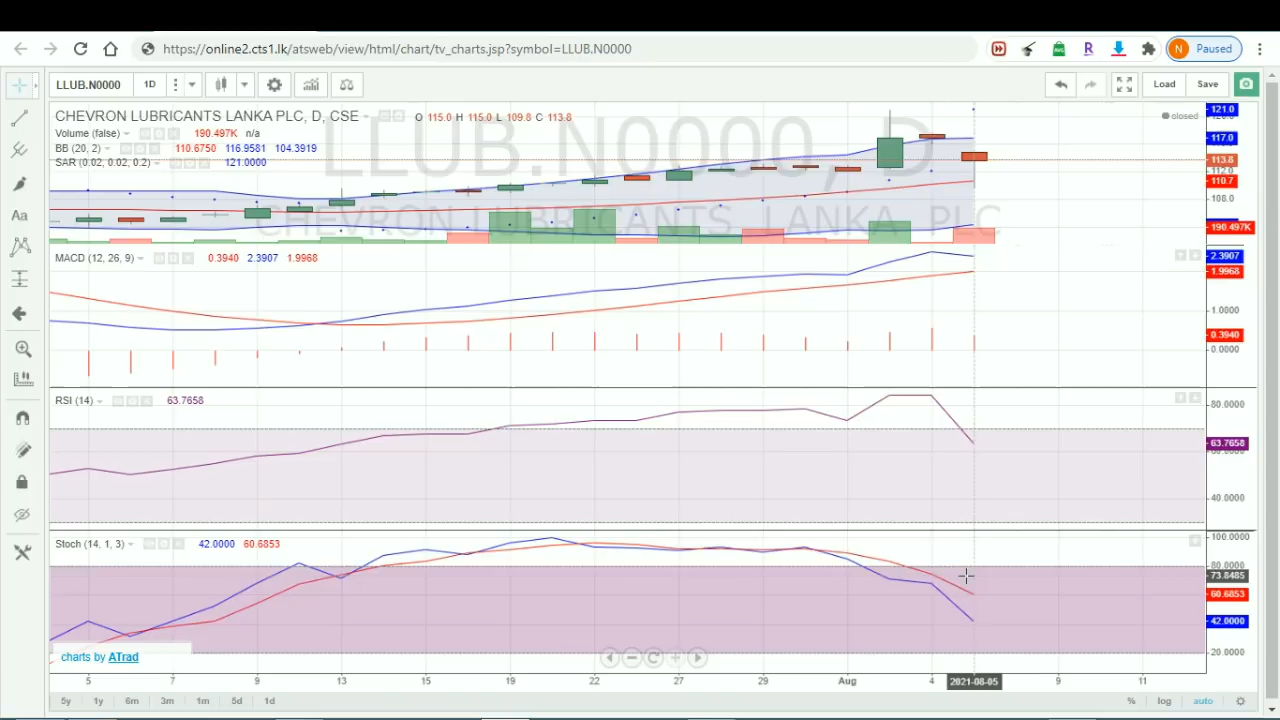 https://online2.cts1.lk/atsweb/view/html/chart/tv_charts.jsp?symbol=LLUB.N0000
R
N Paused
LLUB.N0000 1D Load Save
CHEVRON LUBRICANTS LANKA PLC, D, CSE O 115.0 H 115.0 L 109.8 C 113.8
closed
Volume (false) 190.497K n/a
BB (20, 2) 110.6750 116.9581 104.3919
SAR (0.02, 0.02, 0.2) 121.0000
LLUB.N0000, D
CHEVRON LUBRICANTS LANKA PLC
121.0
117.0
113.8
112.0
110.7
108.0
190.497K
MACD (12, 26, 9) 0.3940 2.3907 1.9968
2.3907
1.9968
1.0000
0.3940
0.0000
RSI (14) 63.7658
80.0000
63.7658
40.0000
Stoch (14, 1, 3) 42.0000 60.6853
100.0000
80.0000
73.8485
60.6853
42.0000
20.0000
charts by ATrad
5 7 9 13 15 19 22 27 29 Aug 4 2021-08-05 9 11
5y 1y 6m 3m 1m 5d 1d % log auto
Aa